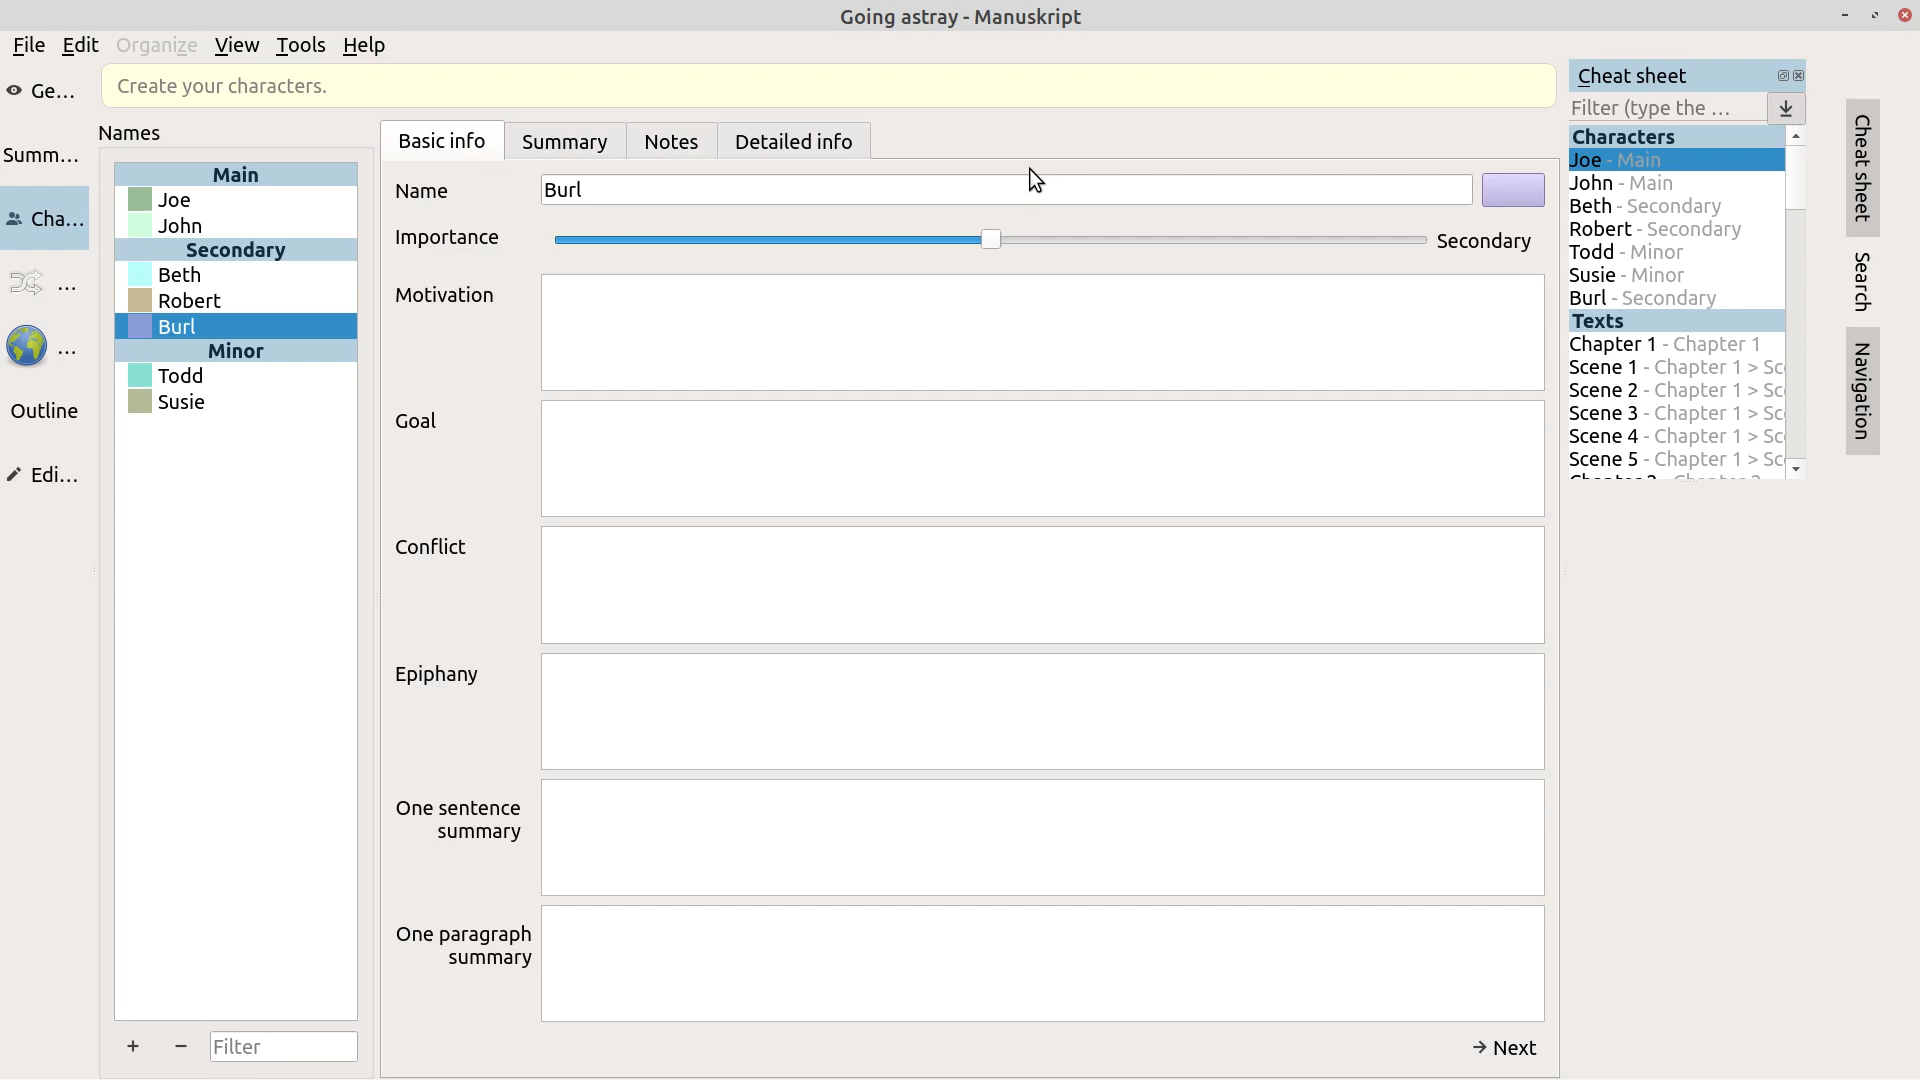 Going astray - Manuskript
File Edit Organize View Tools Help
Ge...
Summ...
Cha...
...
...
Outline
Edi...
Create your characters.
Names
Main
Joe
John
Secondary
Beth
Robert
Burl
Minor
Todd
Susie
+ − Filter
Basic info Summary Notes Detailed info
Name Burl
Importance Secondary
Motivation
Goal
Conflict
Epiphany
One sentence
summary
One paragraph
summary
Next
Cheat sheet
Filter (type the ...
Characters
Joe - Main
John - Main
Beth - Secondary
Robert - Secondary
Todd - Minor
Susie - Minor
Burl - Secondary
Texts
Chapter 1 - Chapter 1
Scene 1 - Chapter 1 > Sc
Scene 2 - Chapter 1 > Sc
Scene 3 - Chapter 1 > Sc
Scene 4 - Chapter 1 > Sc
Scene 5 - Chapter 1 > Sc
Cheat sheet
Search
Navigation